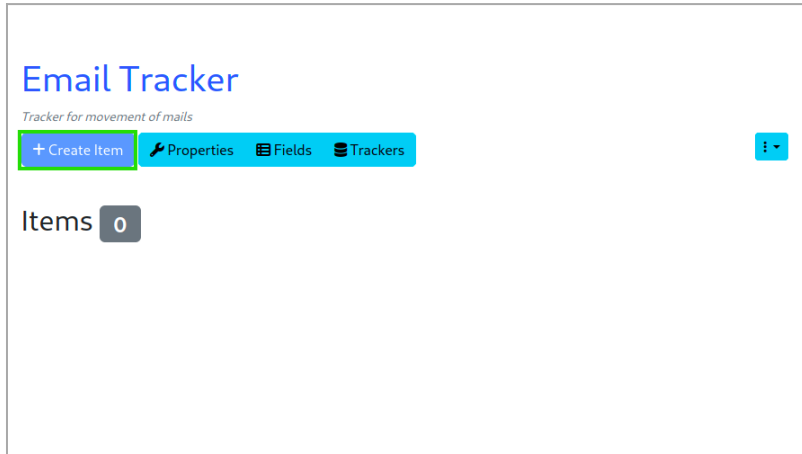 Email Tracker
Tracker for movement of mails
+ Create Item Properties Fields Trackers
Items 0